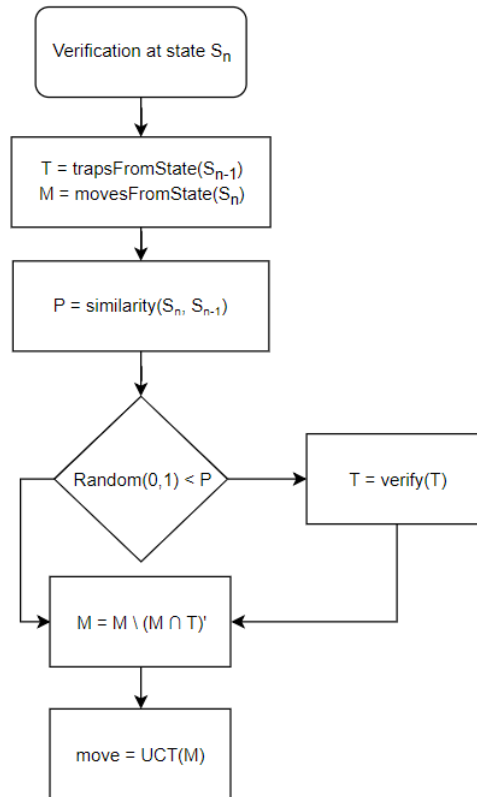 Verification at state Sₙ
T = trapsFromState(Sₙ₋₁)
M = movesFromState(Sₙ)
P = similarity(Sₙ, Sₙ₋₁)
Random(0,1) < P
T = verify(T)
M = M \ (M ∩ T)'
move = UCT(M)